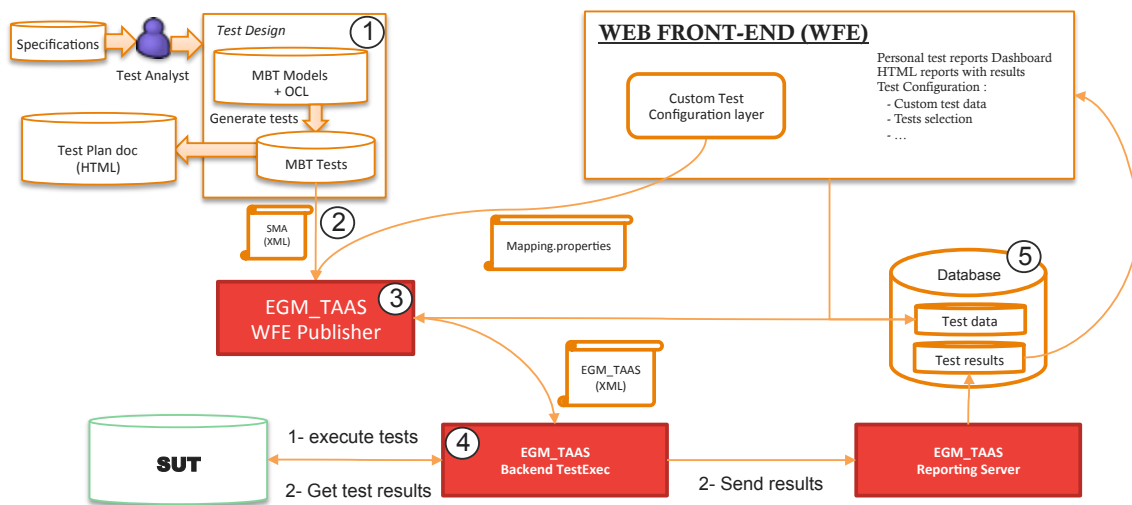 Specifications
Test Analyst
Test Design
1
MBT Models
+ OCL
Generate tests
MBT Tests
Test Plan doc
(HTML)
WEB FRONT-END (WFE)
Personal test reports Dashboard
HTML reports with results
Test Configuration :
- Custom test data
- Tests selection
- ...
Custom Test
Configuration layer
SMA
(XML)
2
Mapping.properties
EGM_TAAS
WFE Publisher
3
5
Database
Test data
Test results
EGM_TAAS
(XML)
SUT
1- execute tests
2- Get test results
4
EGM_TAAS
Backend TestExec
2- Send results
EGM_TAAS
Reporting Server